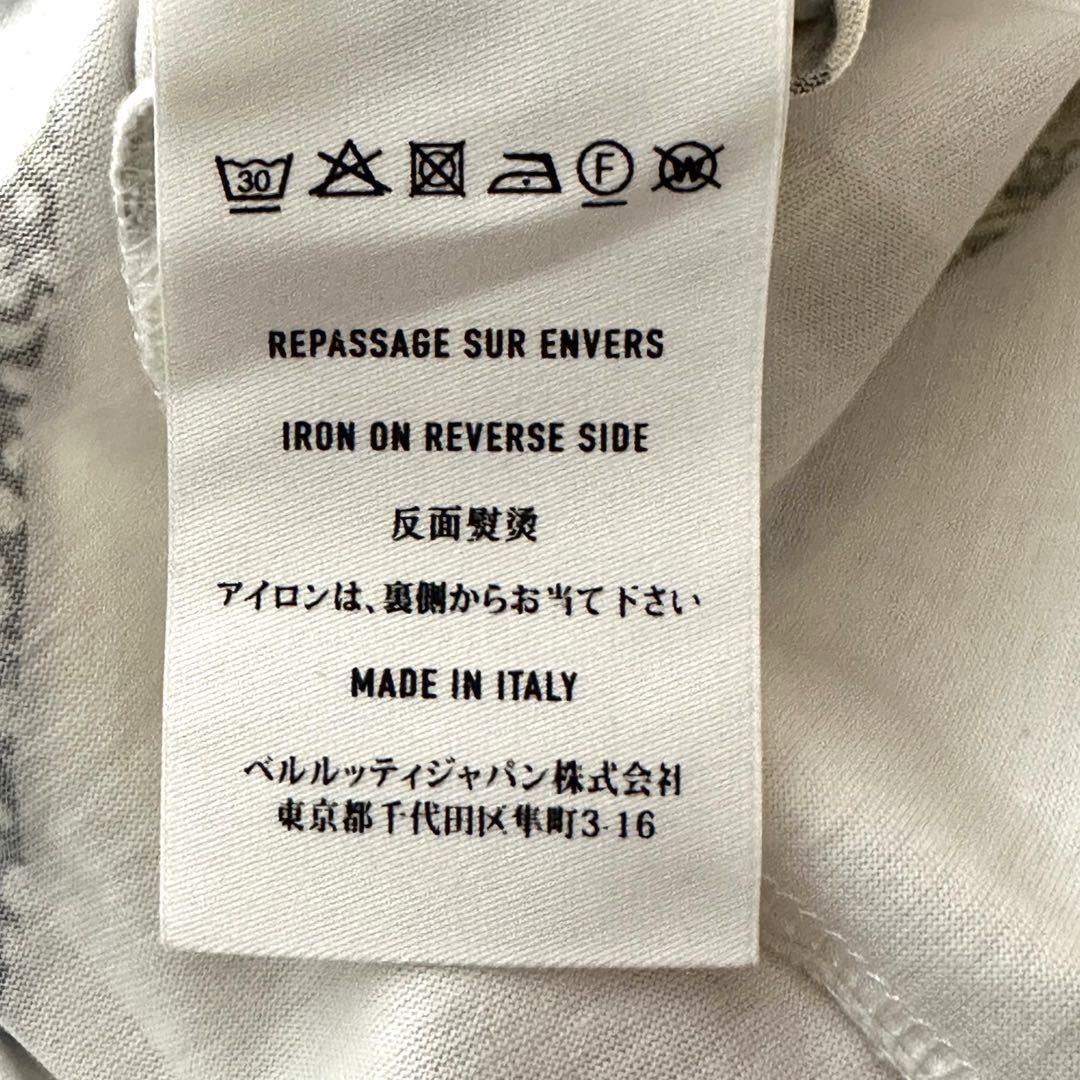 30 F W
REPASSAGE SUR ENVERS
IRON ON REVERSE SIDE
反面熨烫
アイロンは、裏側からお当て下さい
MADE IN ITALY
ベルルッティジャパン株式会社
東京都千代田区隼町3-16